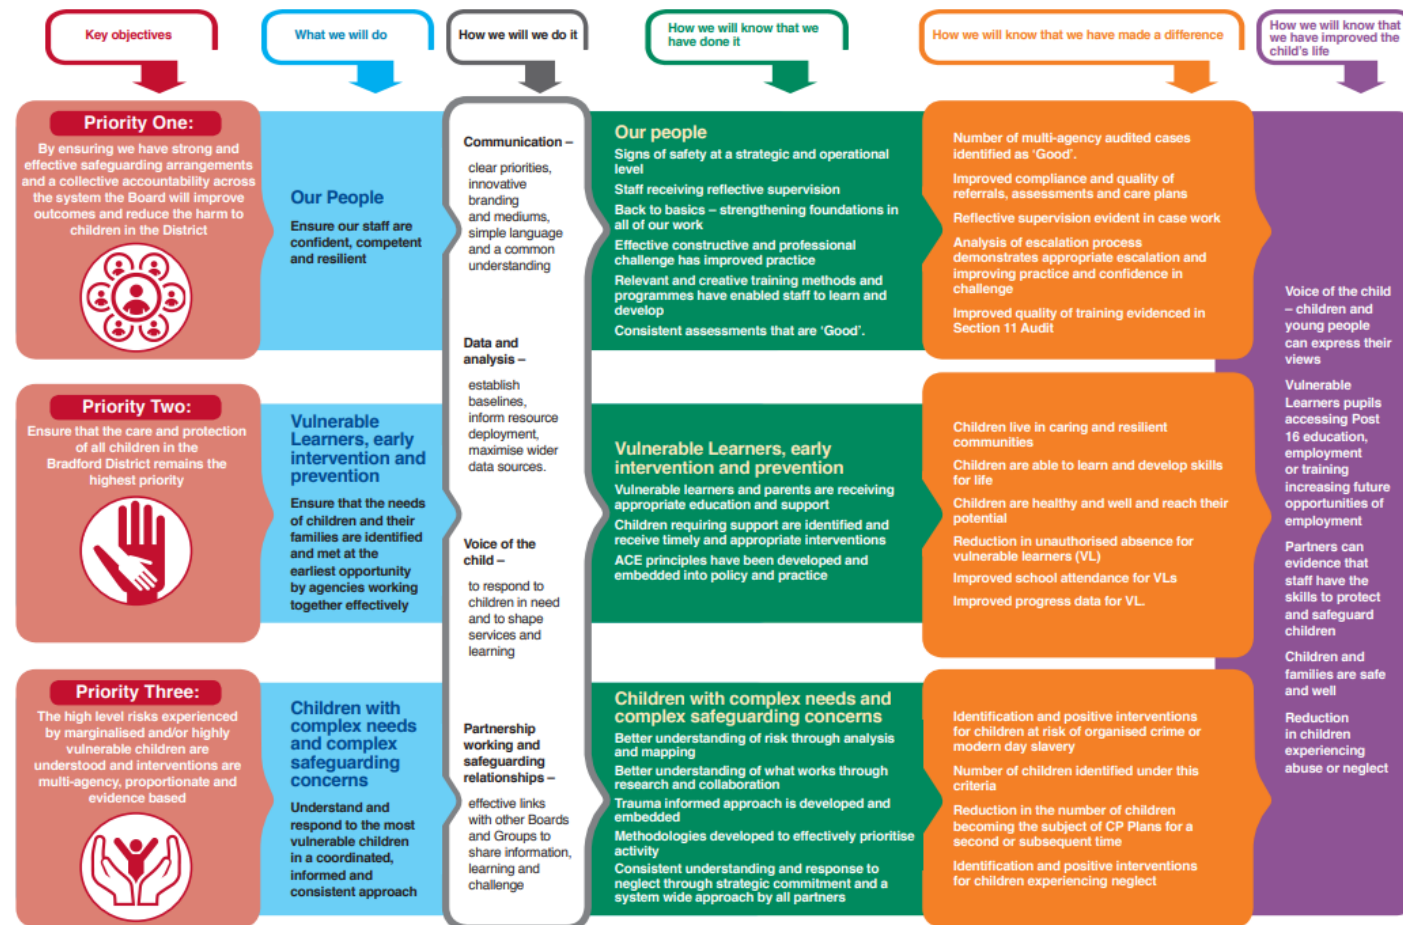 Key objectives
What we will do
How we will we do it
How we will know that we
have done it
How we will know that we have made a difference
How we will know that
we have improved the
child's life
Priority One:
By ensuring we have strong and
effective safeguarding arrangements
and a collective accountability across
the system the Board will improve
outcomes and reduce the harm to
children in the District
Our People
Ensure our staff are
confident, competent
and resilient
Communication –
clear priorities,
innovative
branding
and mediums,
simple language
and a common
understanding
Data and
analysis –
establish
baselines,
inform resource
deployment,
maximise wider
data sources.
Voice of the
child –
to respond to
children in need
and to shape
services and
learning
Partnership
working and
safeguarding
relationships –
effective links
with other Boards
and Groups to
share information,
learning and
challenge
Our people
Signs of safety at a strategic and operational
level
Staff receiving reflective supervision
Back to basics – strengthening foundations in
all of our work
Effective constructive and professional
challenge has improved practice
Relevant and creative training methods and
programmes have enabled staff to learn and
develop
Consistent assessments that are 'Good'.
Number of multi-agency audited cases
identified as 'Good'.
Improved compliance and quality of
referrals, assessments and care plans
Reflective supervision evident in case work
Analysis of escalation process
demonstrates appropriate escalation and
improving practice and confidence in
challenge
Improved quality of training evidenced in
Section 11 Audit
Priority Two:
Ensure that the care and protection
of all children in the
Bradford District remains the
highest priority
Vulnerable
Learners, early
intervention and
prevention
Ensure that the needs
of children and their
families are identified
and met at the
earliest opportunity
by agencies working
together effectively
Vulnerable Learners, early
intervention and prevention
Vulnerable learners and parents are receiving
appropriate education and support
Children requiring support are identified and
receive timely and appropriate interventions
ACE principles have been developed and
embedded into policy and practice
Children live in caring and resilient
communities
Children are able to learn and develop skills
for life
Children are healthy and well and reach their
potential
Reduction in unauthorised absence for
vulnerable learners (VL)
Improved school attendance for VLs
Improved progress data for VL.
Priority Three:
The high level risks experienced
by marginalised and/or highly
vulnerable children are
understood and interventions are
multi-agency, proportionate and
evidence based
Children with
complex needs
and complex
safeguarding
concerns
Understand and
respond to the most
vulnerable children
in a coordinated,
informed and
consistent approach
Children with complex needs and
complex safeguarding concerns
Better understanding of risk through analysis
and mapping
Better understanding of what works through
research and collaboration
Trauma informed approach is developed and
embedded
Methodologies developed to effectively prioritise
activity
Consistent understanding and response to
neglect through strategic commitment and a
system wide approach by all partners
Identification and positive interventions
for children at risk of organised crime or
modern day slavery
Number of children identified under this
criteria
Reduction in the number of children
becoming the subject of CP Plans for a
second or subsequent time
Identification and positive interventions
for children experiencing neglect
Voice of the child
– children and
young people
can express their
views
Vulnerable
Learners pupils
accessing Post
16 education,
employment
or training
increasing future
opportunities of
employment
Partners can
evidence that
staff have the
skills to protect
and safeguard
children
Children and
families are safe
and well
Reduction
in children
experiencing
abuse or neglect